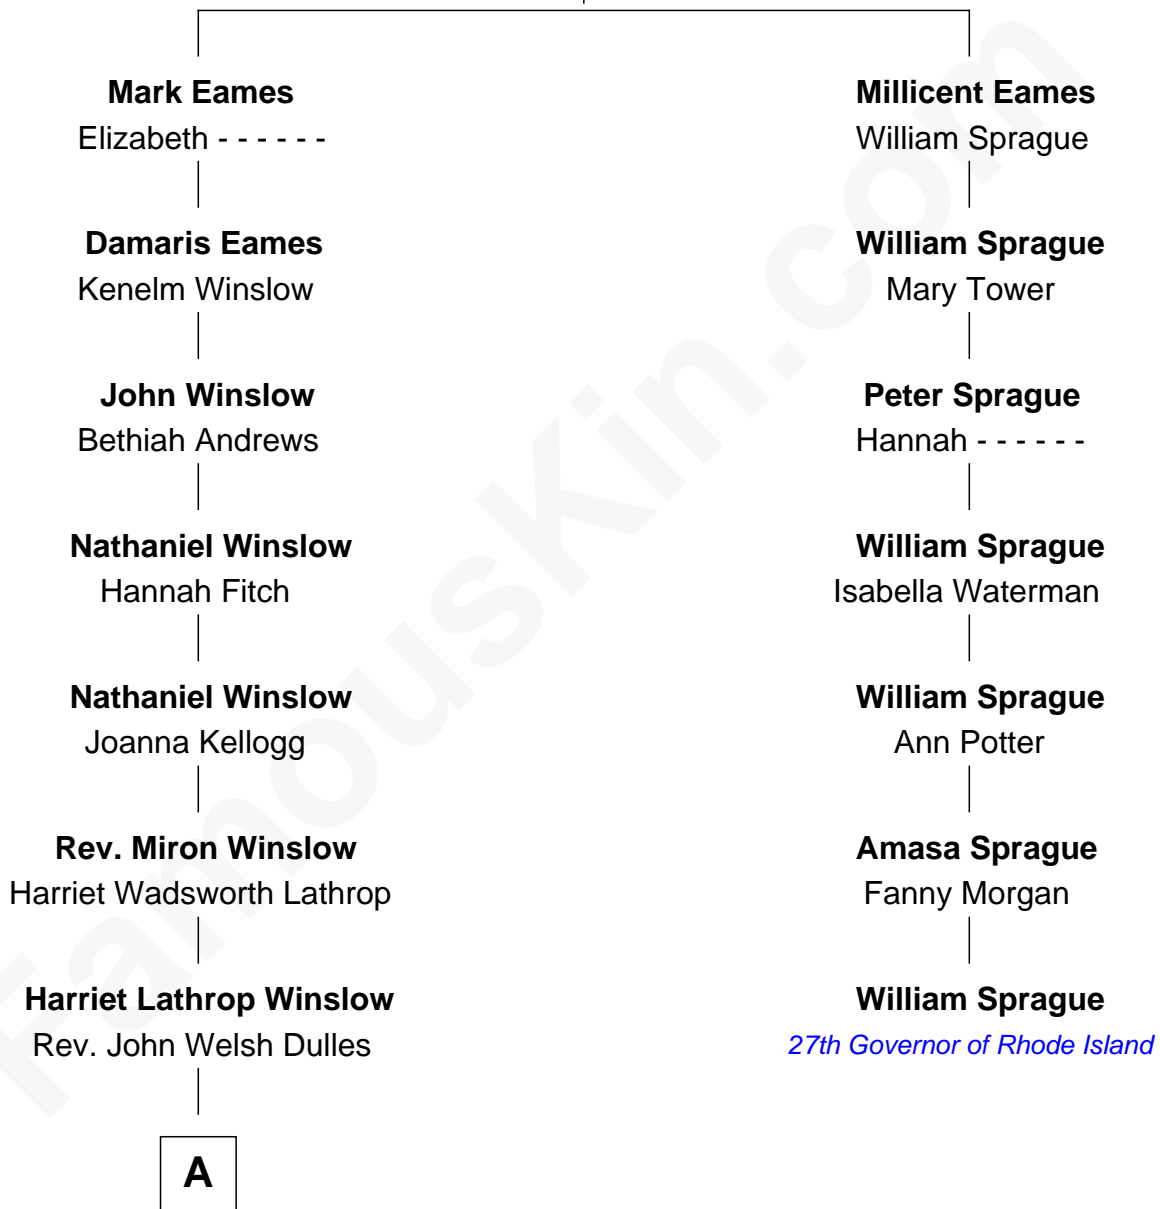 Mark Eames
Elizabeth - - - - - -
Millicent Eames
William Sprague
Damaris Eames
Kenelm Winslow
William Sprague
Mary Tower
John Winslow
Bethiah Andrews
Peter Sprague
Hannah - - - - - -
Nathaniel Winslow
Hannah Fitch
William Sprague
Isabella Waterman
Nathaniel Winslow
Joanna Kellogg
William Sprague
Ann Potter
Rev. Miron Winslow
Harriet Wadsworth Lathrop
Amasa Sprague
Fanny Morgan
Harriet Lathrop Winslow
Rev. John Welsh Dulles
William Sprague
27th Governor of Rhode Island
A
FamousKin.com